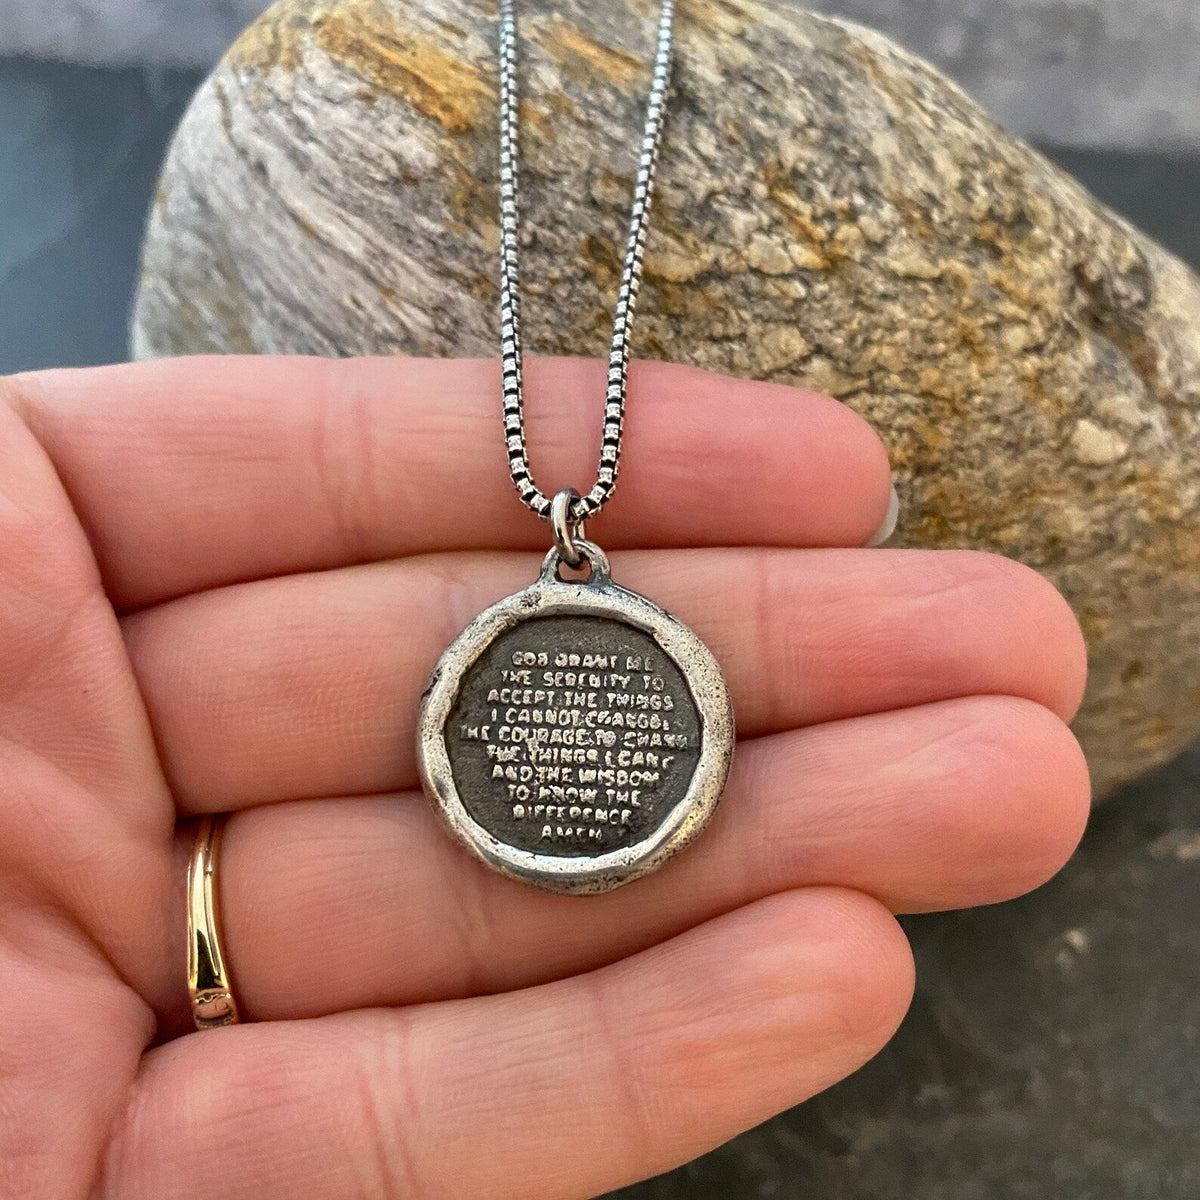 GOD GRANT ME
THE SERENITY TO
ACCEPT THE THINGS
I CANNOT CHANGE,
THE COURAGE TO CHANG
THE THINGS I CAN,
AND THE WISDOM
TO KNOW THE
DIFFERENCE
AMEN